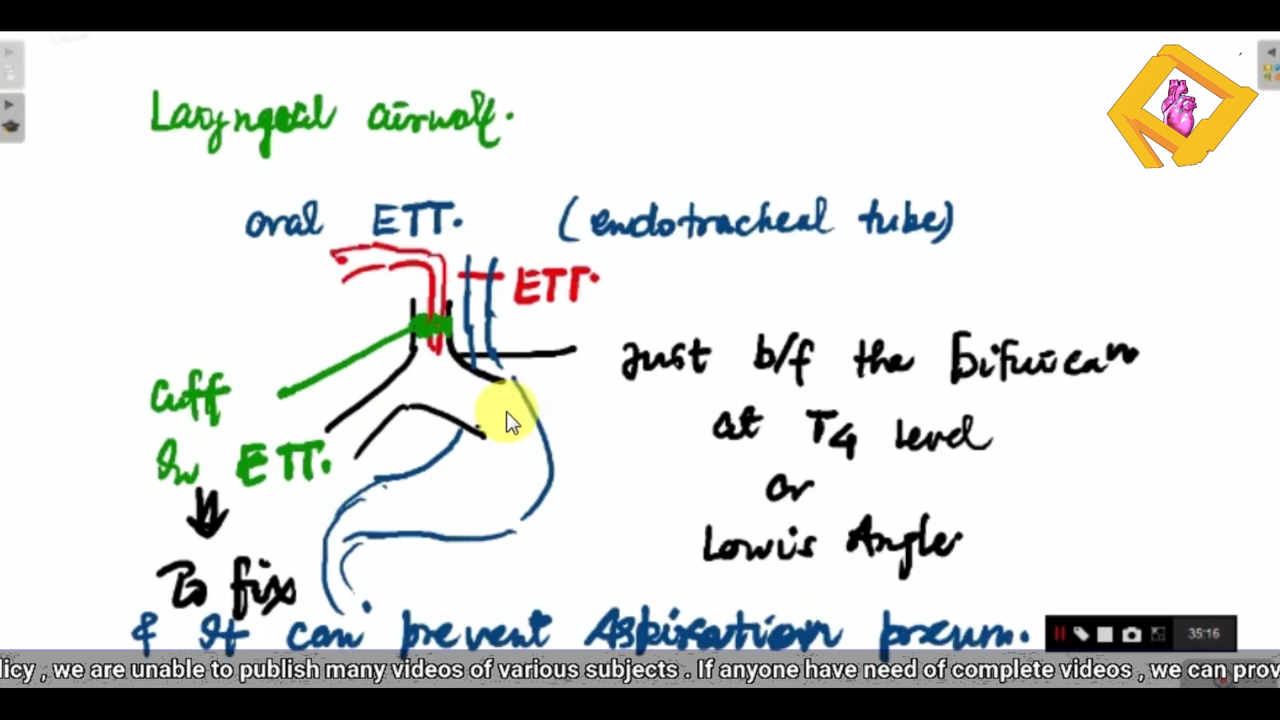 Laryngeal airway.
oral ETT. (endotracheal tube)
ETT.
Just b/f the
at T4 level
or
Lowis Angle
Cuff
In ETT.
To fix
& It can prevent Aspiration pneum.
35:16
licy , we are unable to publish many videos of various subjects . If anyone have need of complete videos , we can prov